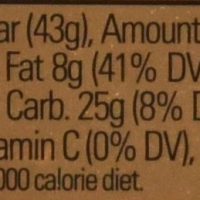 ar (43g), Amount
Fat 8g (41% DV
Carb. 25g (8% D
amin C (0% DV),
000 calorie diet.